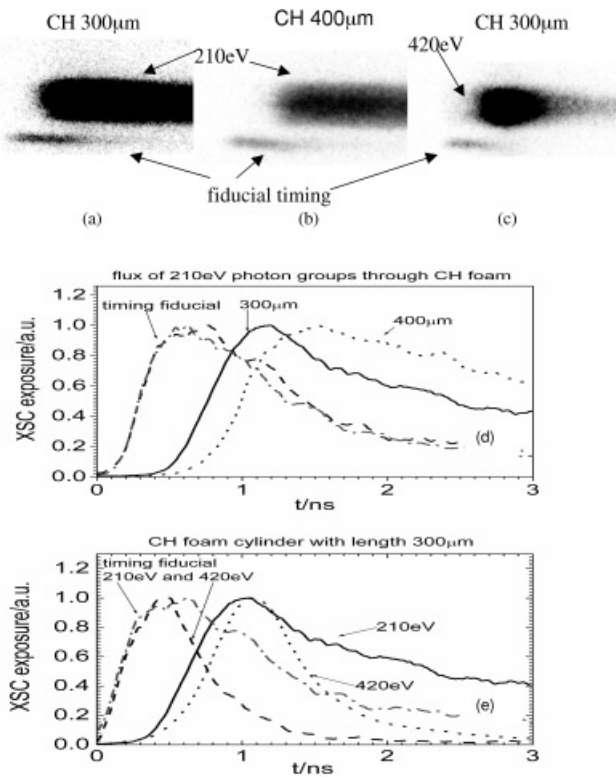 CH 300μm
CH 400μm
CH 300μm
210eV
420eV
fiducial timing
(a)
(b)
(c)
flux of 210eV photon groups through CH foam
timing fiducial
300μm
400μm
(d)
XSC exposure/a.u.
1.2
1.0
0.8
0.6
0.4
0.2
0.0
0
1
2
3
t/ns
CH foam cylinder with length 300μm
timing fiducial
210eV and 420eV
210eV
420eV
(e)
XSC exposure/a.u.
1.2
1.0
0.8
0.6
0.4
0.2
0.0
0
1
2
3
t/ns